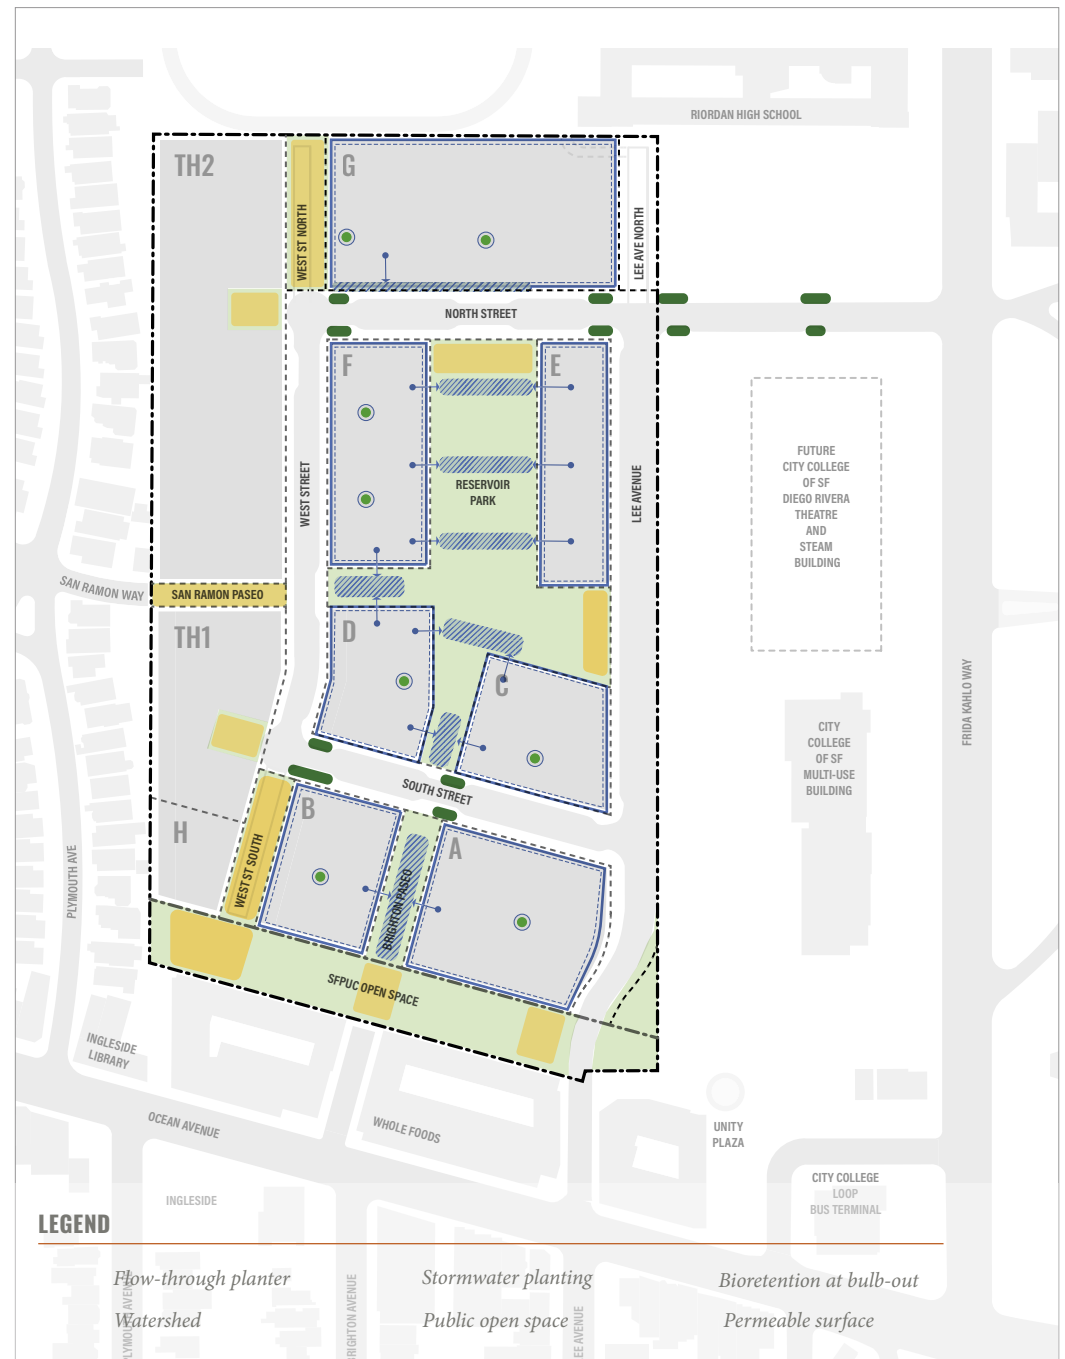 RIORDAN HIGH SCHOOL
TH2
G
WEST ST NORTH
LEE AVE NORTH
NORTH STREET
F
E
WEST STREET
RESERVOIR
PARK
LEE AVENUE
FUTURE
CITY COLLEGE
OF SF
DIEGO RIVERA
THEATRE
AND
STEAM
BUILDING
SAN RAMON WAY
SAN RAMON PASEO
TH1
D
C
FRIDA KAHLO WAY
CITY
COLLEGE
OF SF
MULTI-USE
BUILDING
SOUTH STREET
B
H
A
PLYMOUTH AVE
WEST ST SOUTH
BRIGHTON PASEO
SFPUC OPEN SPACE
INGLESIDE
LIBRARY
OCEAN AVENUE
WHOLE FOODS
UNITY
PLAZA
CITY COLLEGE
LOOP
BUS TERMINAL
INGLESIDE
LEGEND
Flow-through planter
Stormwater planting
Bioretention at bulb-out
Watershed
Public open space
Permeable surface
PLYMOUTH AVENUE
BRIGHTON AVENUE
LEE AVENUE